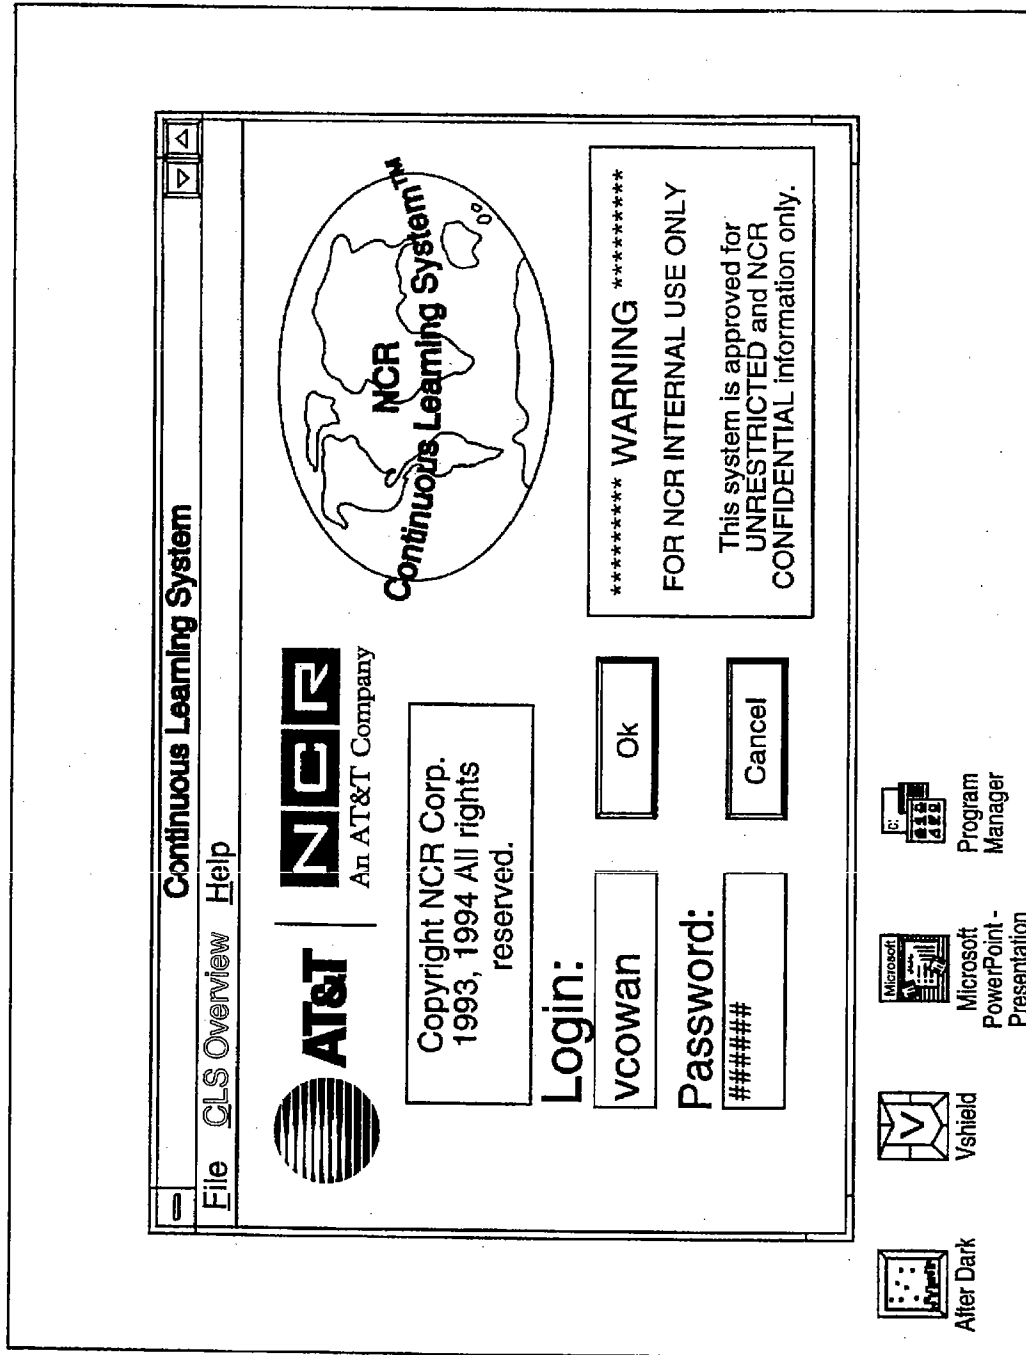 Continuous Learning System
File CLS Overview Help
AT&T
NCR
An AT&T Company
NCR
Continuous Learning System™
Copyright NCR Corp.
1993, 1994 All rights
reserved.
Login:
vcowan
Password:
######
Ok
Cancel
********* WARNING *********
FOR NCR INTERNAL USE ONLY
This system is approved for
UNRESTRICTED and NCR
CONFIDENTIAL information only.
After Dark
V
Vshield
Microsoft
Microsoft
PowerPoint -
Presentation
C:
Program
Manager